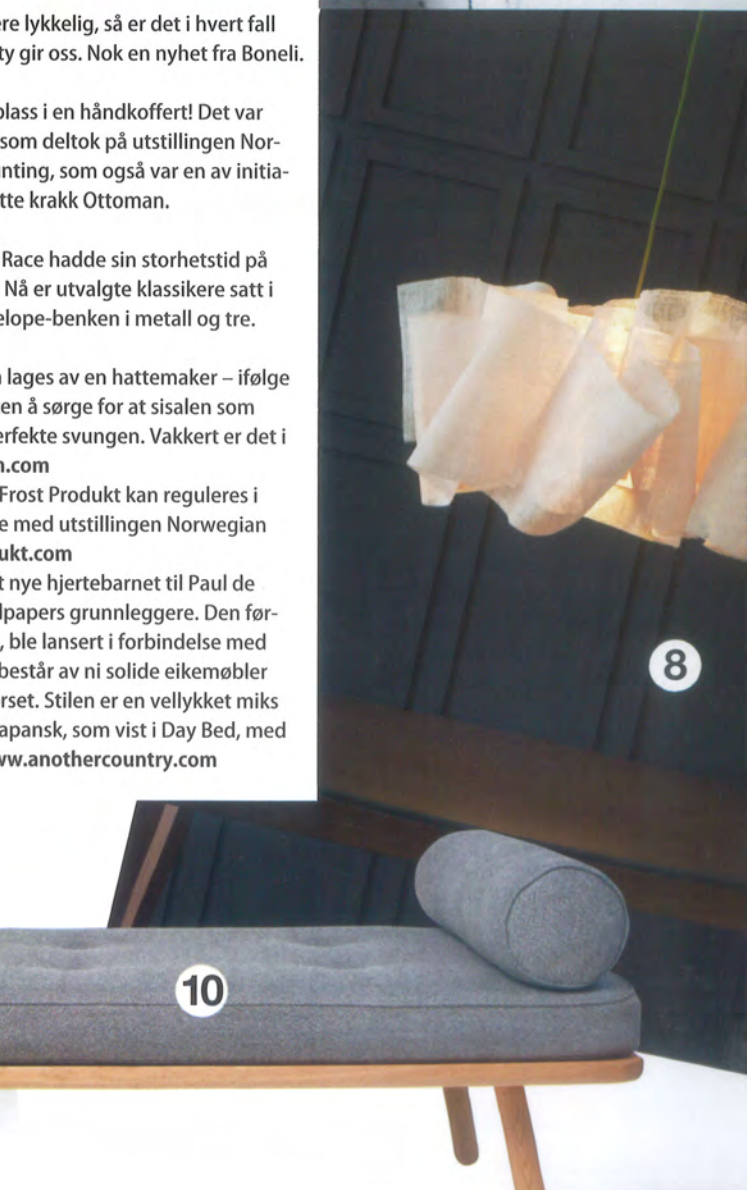 re lykkelig, så er det i hvert fall
ty gir oss. Nok en nyhet fra Boneli.
plass i en håndkoffert! Det var
som deltok på utstillingen Nor-
nting, som også var en av initia-
tte krakk Ottoman.
Race hadde sin storhetstid på
Nå er utvalgte klassikere satt i
elope-benken i metall og tre.
lages av en hattemaker – ifølge
en å sørge for at sisalen som
erfekte svungen. Vakkert er det i
n.com
Frost Produkt kan reguleres i
e med utstillingen Norwegian
ukt.com
t nye hjertebarnet til Paul de
lpapers grunnleggere. Den før-
, ble lansert i forbindelse med
består av ni solide eikemøbler
rset. Stilen er en vellykket miks
apansk, som vist i Day Bed, med
ww.anothercountry.com
8
10